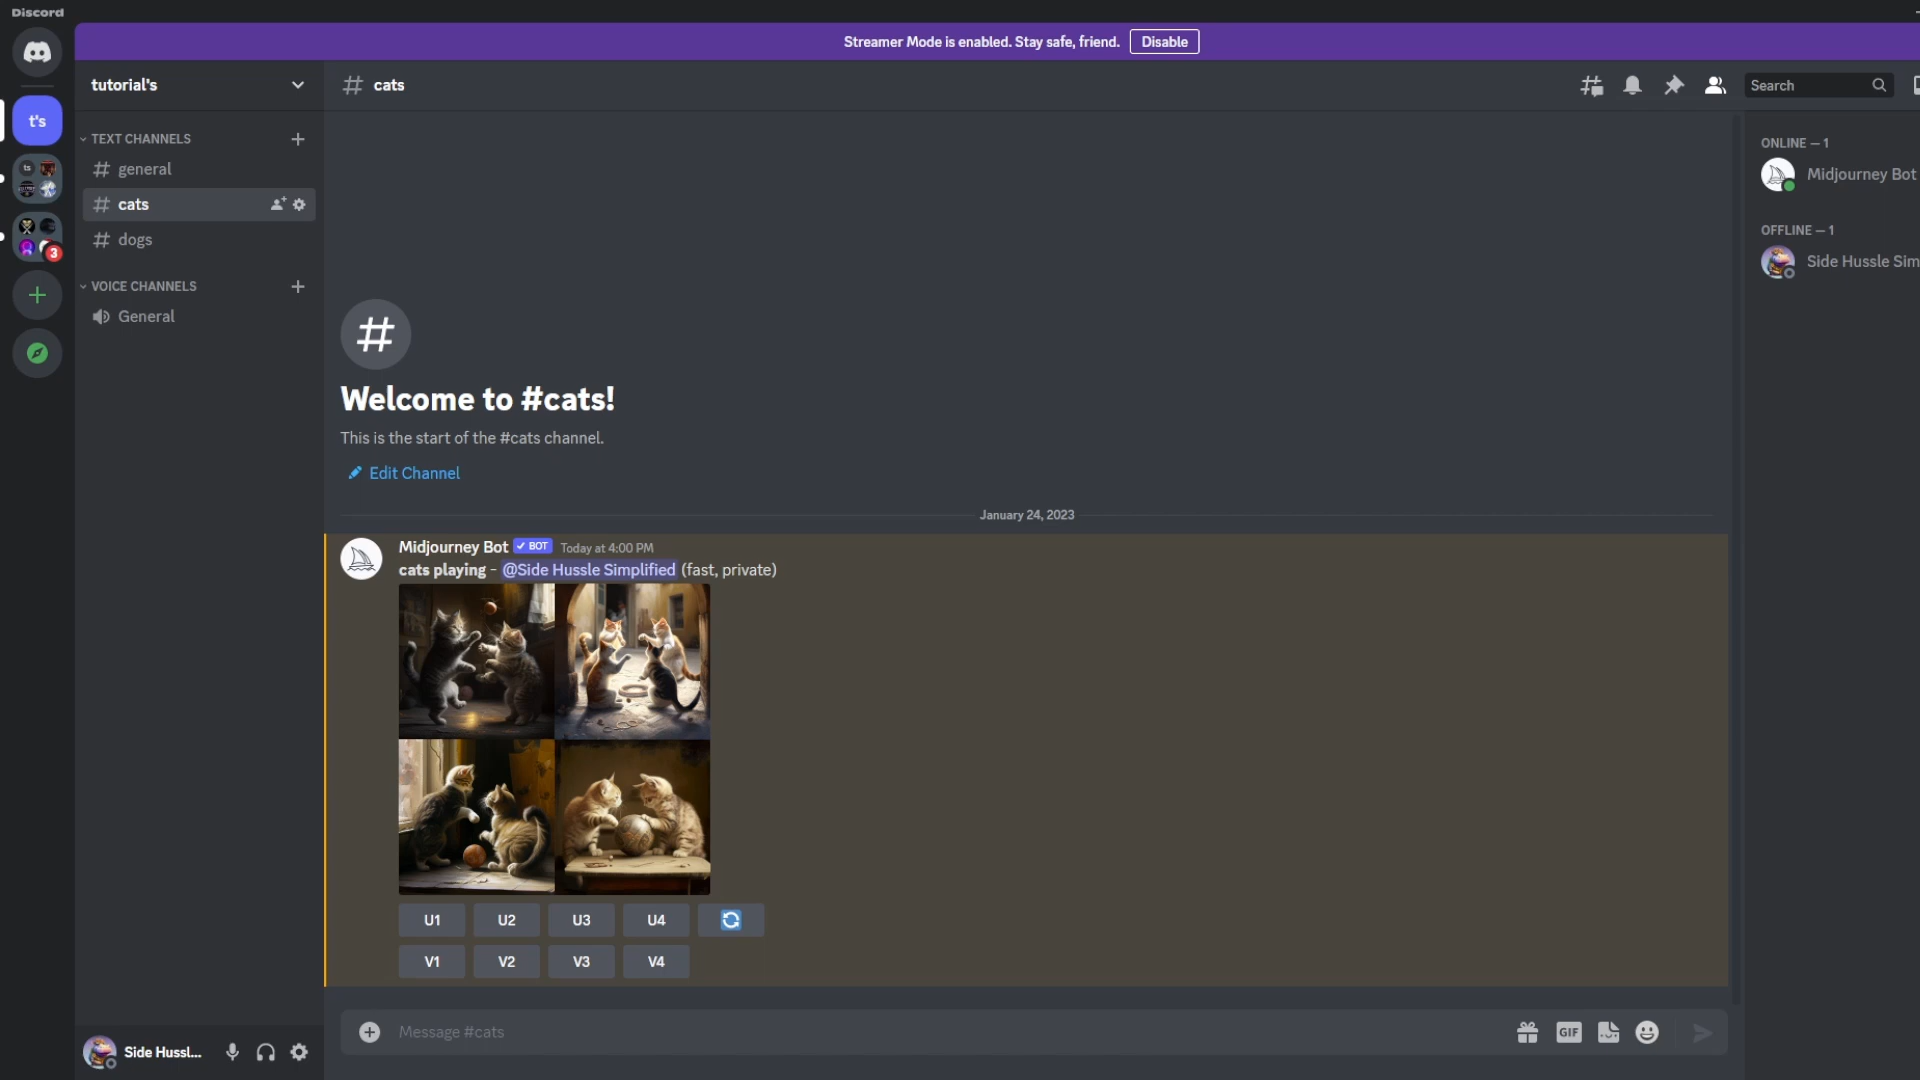 Discord
Streamer Mode is enabled. Stay safe, friend.
Disable
t's
ts
3
tutorial's
TEXT CHANNELS
general
cats
dogs
VOICE CHANNELS
General
Side Hussl...
# cats
Search
#
Welcome to #cats!
This is the start of the #cats channel.
Edit Channel
January 24, 2023
Midjourney Bot ✓ BOT Today at 4:00 PM
cats playing - @Side Hussle Simplified (fast, private)
U1 U2 U3 U4
V1 V2 V3 V4
Message #cats
GIF
ONLINE — 1
Midjourney Bot
OFFLINE — 1
Side Hussle Sim